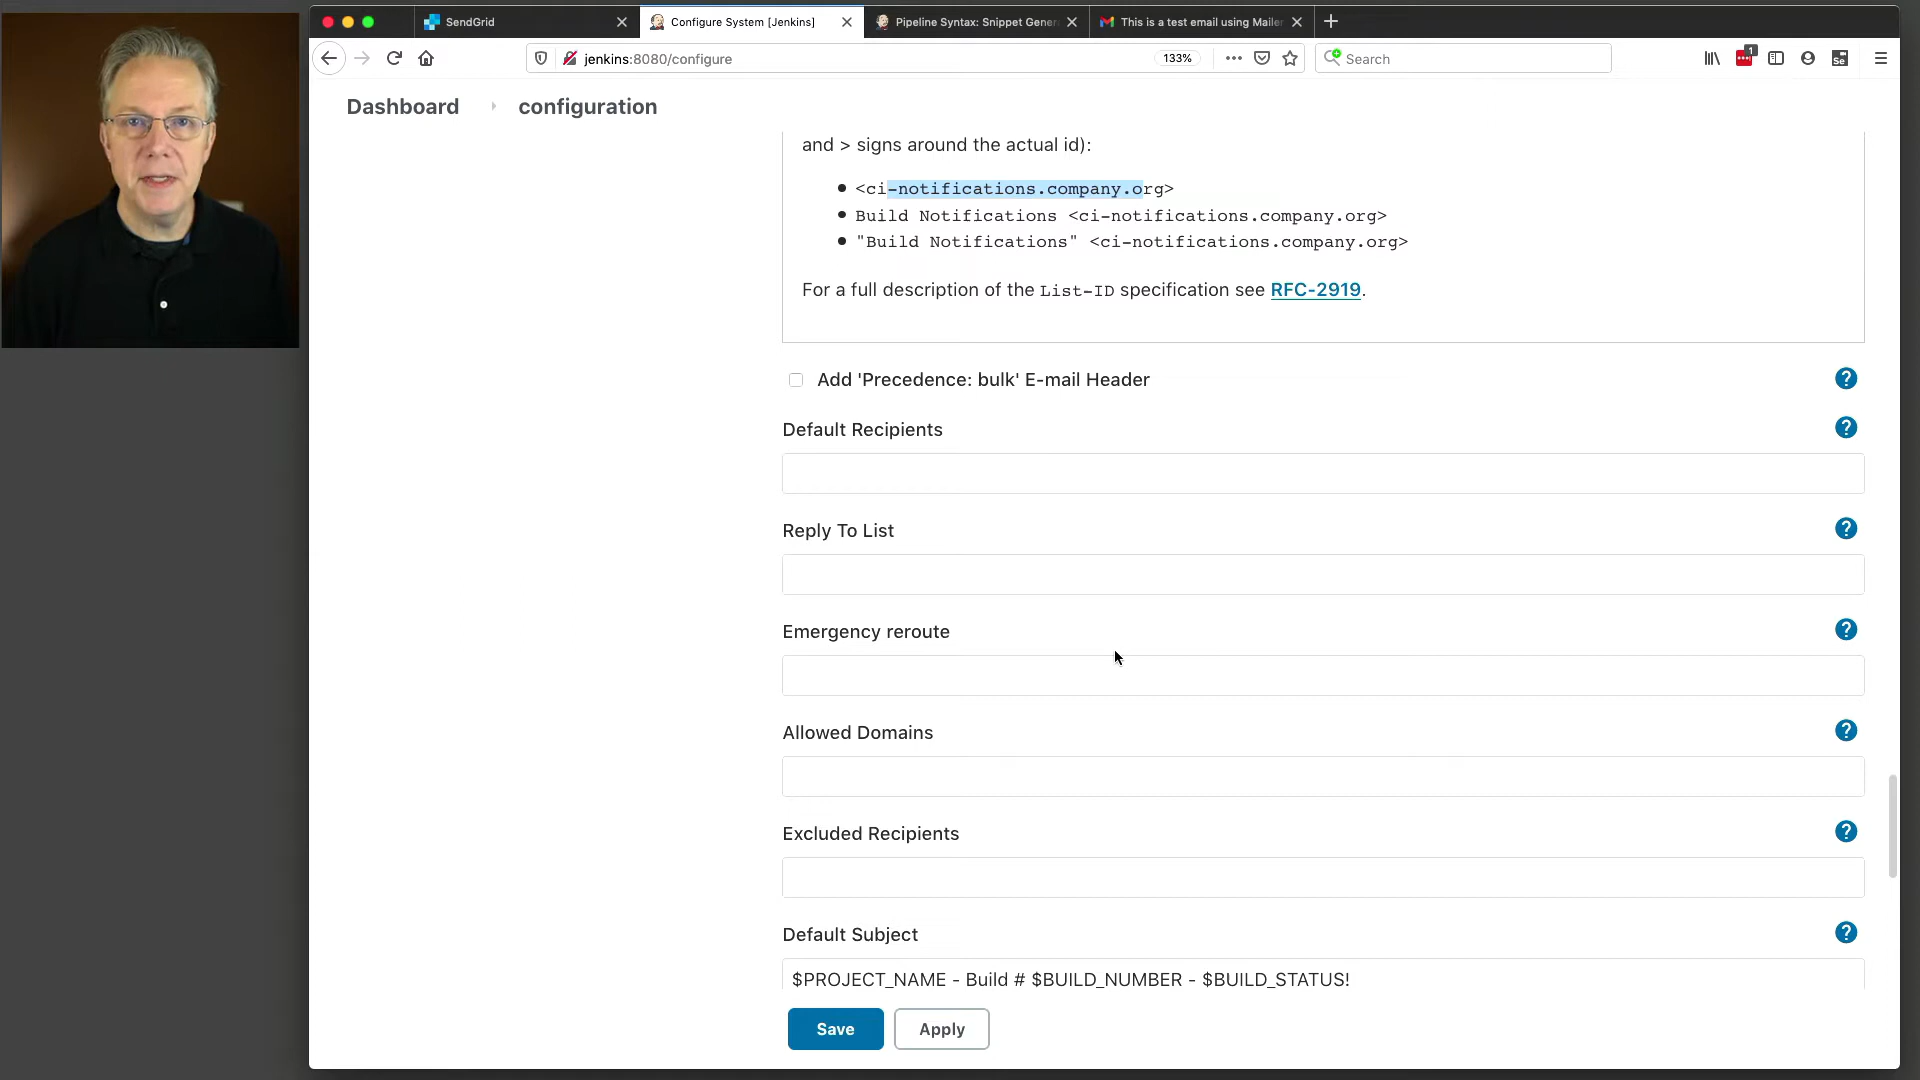 SendGrid
Configure System [Jenkins]
Pipeline Syntax: Snippet Gener
This is a test email using Mailer
jenkins:8080/configure
133%
Search
1
Se
Dashboard
configuration
and > signs around the actual id):
<ci-notifications.company.org>
Build Notifications <ci-notifications.company.org>
"Build Notifications" <ci-notifications.company.org>
For a full description of the List-ID specification see RFC-2919.
Add 'Precedence: bulk' E-mail Header
?
Default Recipients
?
Reply To List
?
Emergency reroute
?
Allowed Domains
?
Excluded Recipients
?
Default Subject
?
$PROJECT_NAME - Build # $BUILD_NUMBER - $BUILD_STATUS!
Save
Apply